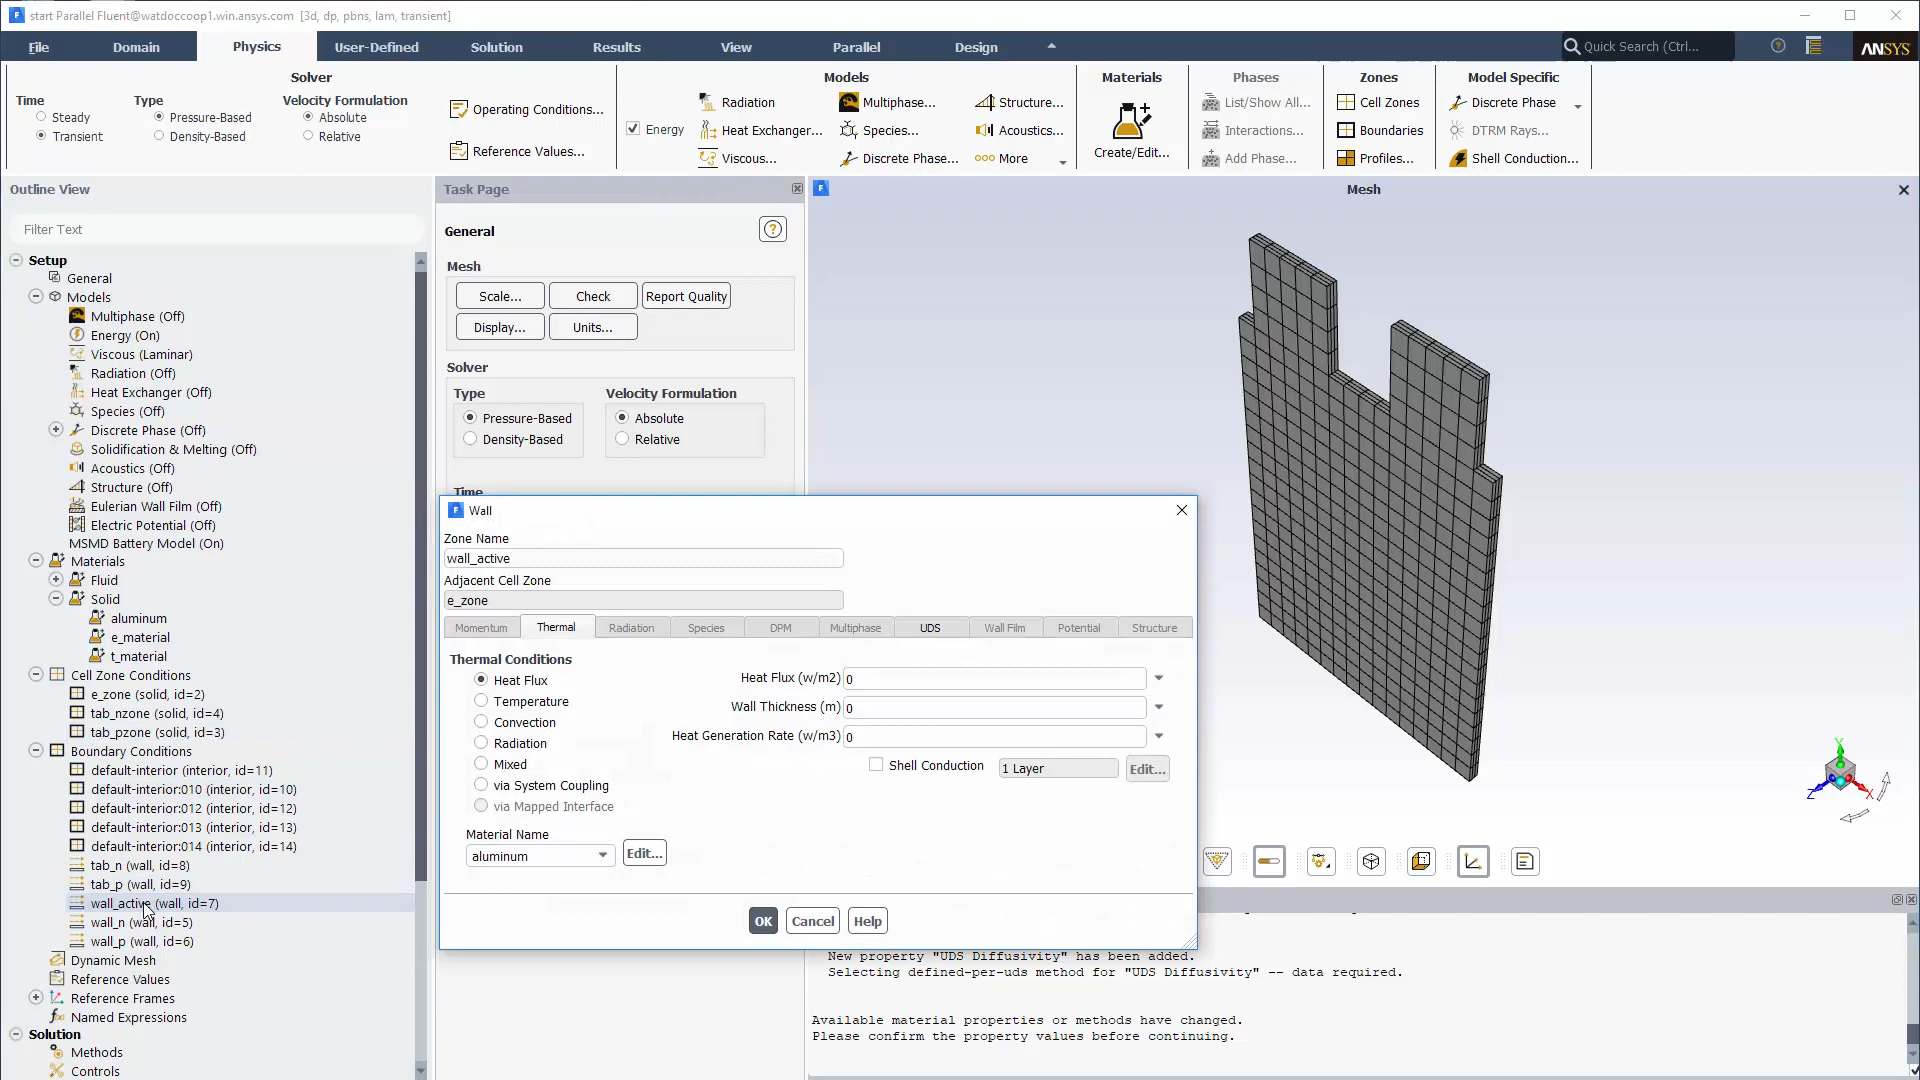 start Parallel Fluent@watdoccoop1.win.ansys.com [3d, dp, pbns, lam, transient]
File Domain Physics User-Defined Solution Results View Parallel Design
Quick Search (Ctrl...
ANSYS
Solver
Time
Steady
Transient
Type
Pressure-Based
Density-Based
Velocity Formulation
Absolute
Relative
Operating Conditions...
Reference Values...
Models
Energy
Radiation
Heat Exchanger...
Viscous...
Multiphase...
Species...
Discrete Phase...
Structure...
Acoustics...
More
Materials
Create/Edit...
Phases
List/Show All...
Interactions...
Add Phase...
Zones
Cell Zones
Boundaries
Profiles...
Model Specific
Discrete Phase
DTRM Rays...
Shell Conduction...
Outline View
Filter Text
Setup
General
Models
Multiphase (Off)
Energy (On)
Viscous (Laminar)
Radiation (Off)
Heat Exchanger (Off)
Species (Off)
Discrete Phase (Off)
Solidification & Melting (Off)
Acoustics (Off)
Structure (Off)
Eulerian Wall Film (Off)
Electric Potential (Off)
MSMD Battery Model (On)
Materials
Fluid
Solid
aluminum
e_material
t_material
Cell Zone Conditions
e_zone (solid, id=2)
tab_nzone (solid, id=4)
tab_pzone (solid, id=3)
Boundary Conditions
default-interior (interior, id=11)
default-interior:010 (interior, id=10)
default-interior:012 (interior, id=12)
default-interior:013 (interior, id=13)
default-interior:014 (interior, id=14)
tab_n (wall, id=8)
tab_p (wall, id=9)
wall_active (wall, id=7)
wall_n (wall, id=5)
wall_p (wall, id=6)
Dynamic Mesh
Reference Values
Reference Frames
Named Expressions
Solution
Methods
Controls
Task Page
General
Mesh
Scale... Check Report Quality
Display... Units...
Solver
Type
Pressure-Based
Density-Based
Velocity Formulation
Absolute
Relative
Time
Mesh
Y
Z
X
Wall
Zone Name
wall_active
Adjacent Cell Zone
e_zone
Momentum Thermal Radiation Species DPM Multiphase UDS Wall Film Potential Structure
Thermal Conditions
Heat Flux
Temperature
Convection
Radiation
Mixed
via System Coupling
via Mapped Interface
Heat Flux (w/m2) 0
Wall Thickness (m) 0
Heat Generation Rate (w/m3) 0
Shell Conduction 1 Layer Edit...
Material Name
aluminum Edit...
OK Cancel Help
New property "UDS Diffusivity" has been added.
Selecting defined-per-uds method for "UDS Diffusivity" -- data required.
Available material properties or methods have changed.
Please confirm the property values before continuing.